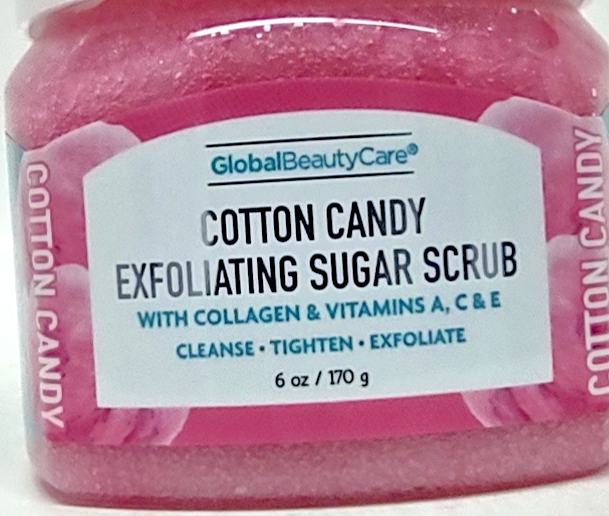 GlobalBeautyCare®
COTTON CANDY
EXFOLIATING SUGAR SCRUB
WITH COLLAGEN & VITAMINS A, C & E
CLEANSE • TIGHTEN • EXFOLIATE
6 oz / 170 g
COTTON CANDY
COTTON CANDY